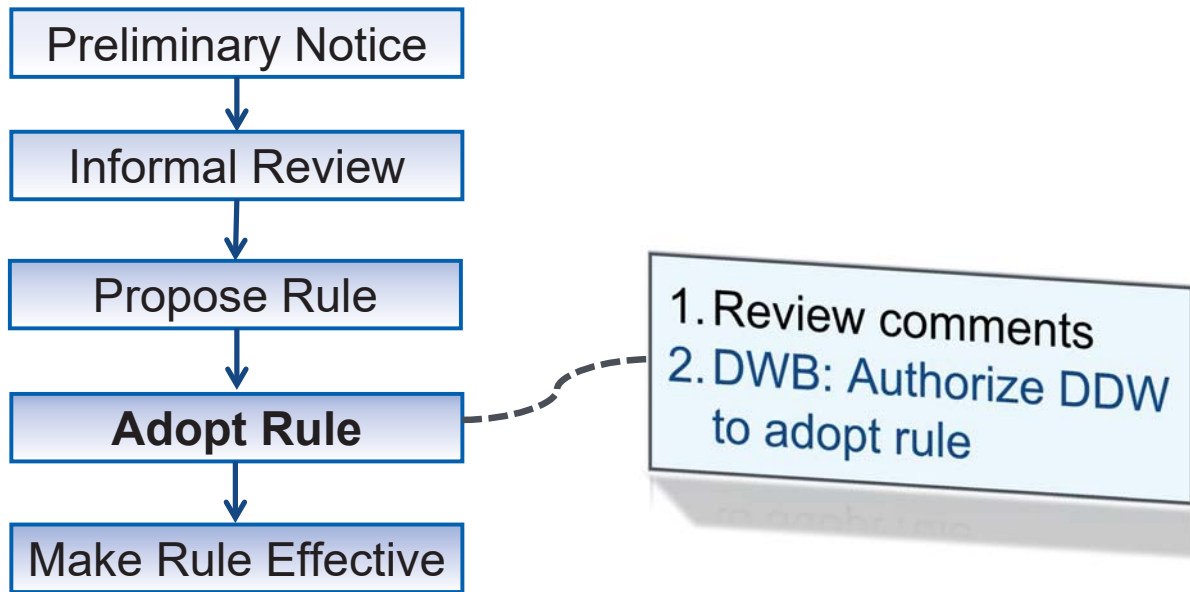 Preliminary Notice
Informal Review
Propose Rule
Adopt Rule
Make Rule Effective
1. Review comments
2. DWB: Authorize DDW
to adopt rule